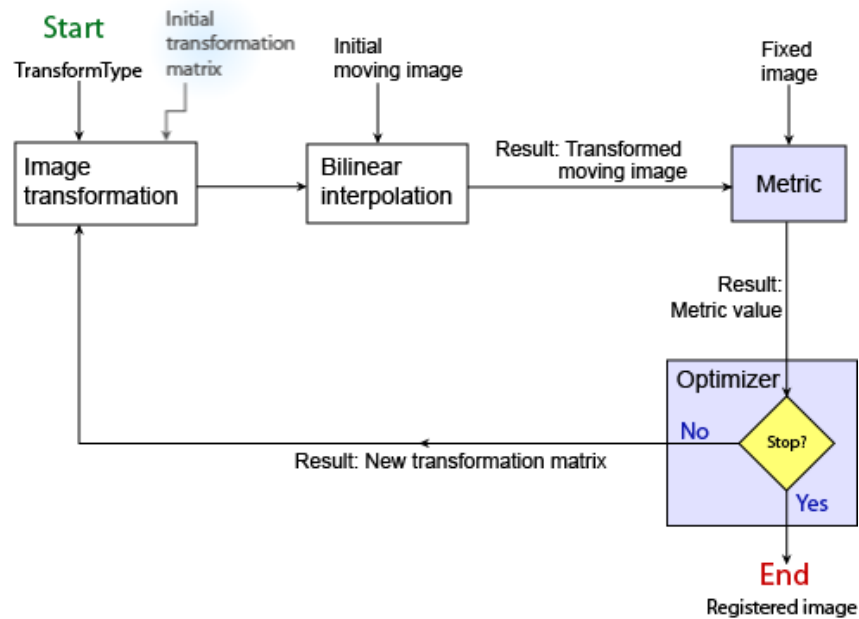 Start
TransformType
Initial
transformation
matrix
Initial
moving image
Fixed
image
Image
transformation
Bilinear
interpolation
Result: Transformed
moving image
Metric
Result:
Metric value
Optimizer
Stop?
No
Result: New transformation matrix
Yes
End
Registered image